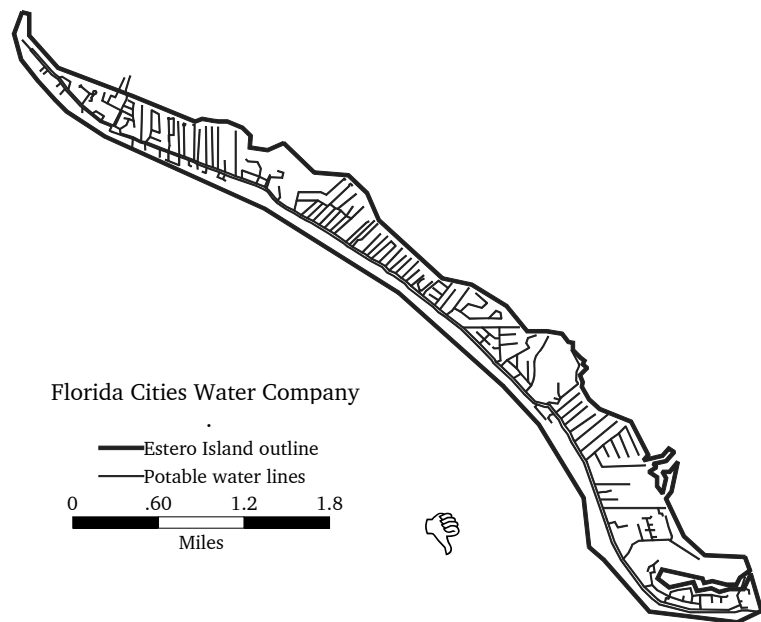 Florida Cities Water Company
.
Estero Island outline
Potable water lines
0 .60 1.2 1.8
Miles